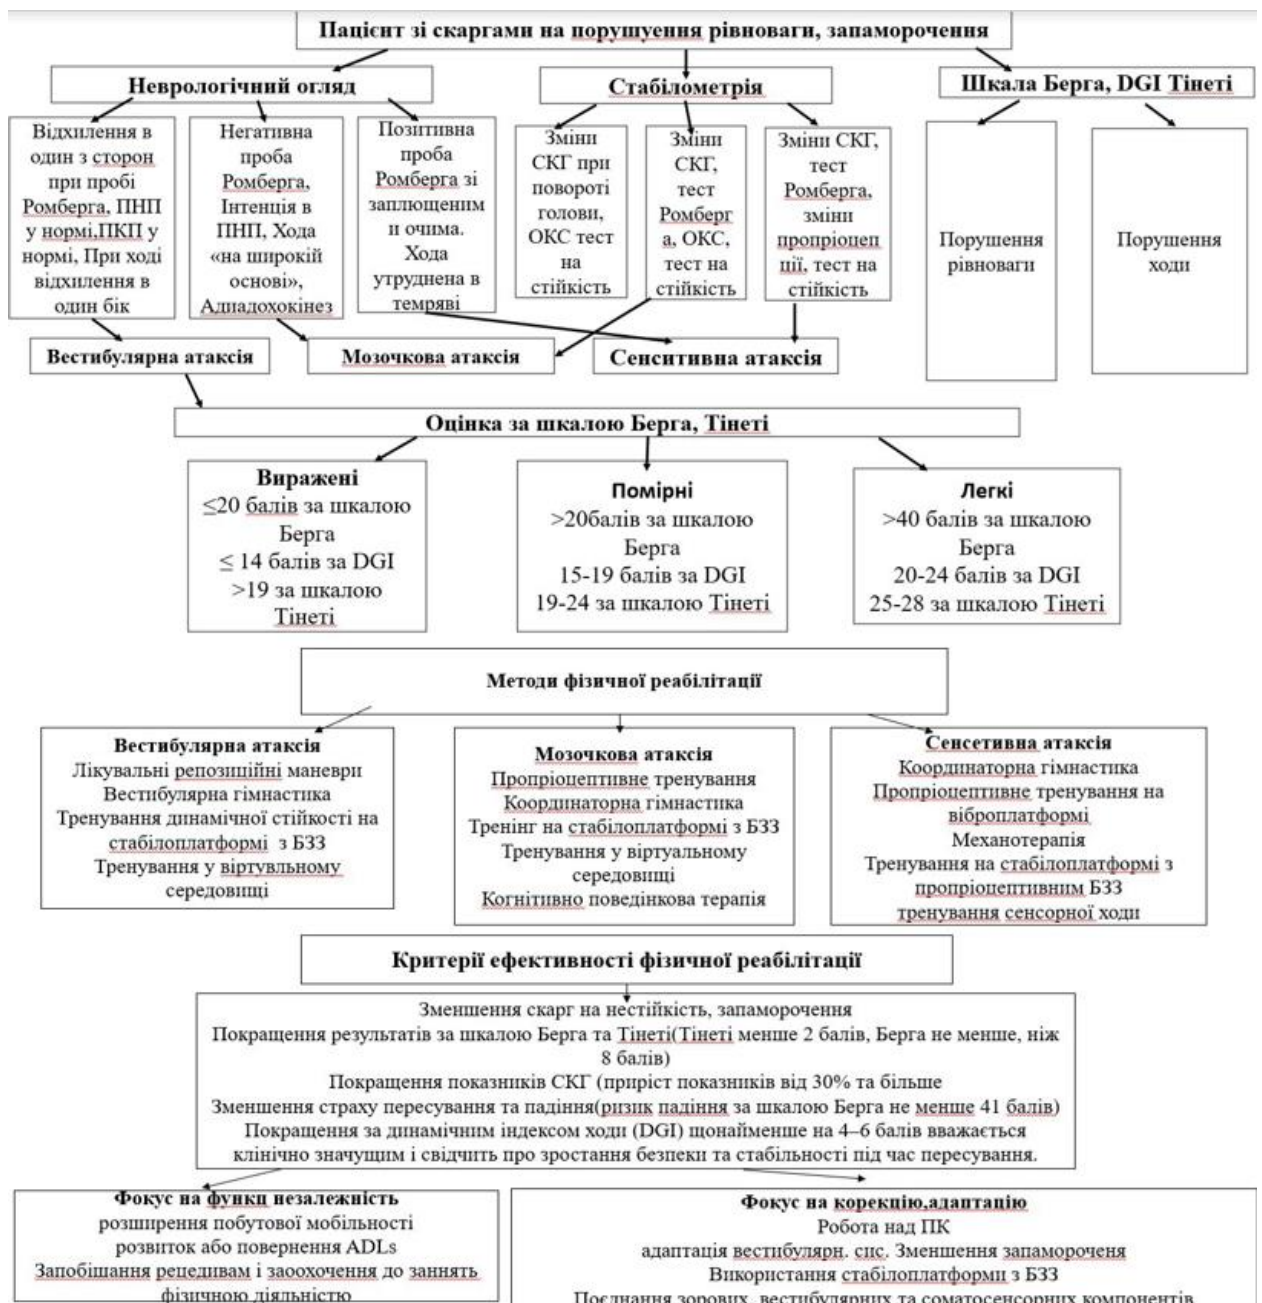 Пацієнт зі скаргами на порушуення рівноваги, запаморочення
Неврологічний огляд
Стабілометрія
Шкала Берга, DGI Тінеті
Відхилення в
один з сторон
при пробі
Ромберга, ПНП
у нормі,ПКП у
нормі, При ході
відхилення в
один бік
Негативна
проба
Ромберга,
Інтенція в
ПНП, Хода
«на широкій
основі»,
Адиадохокінез
Позитивна
проба
Ромберга зі
заплющеним
и очима.
Хода
утруднена в
темряві
Зміни
СКГ при
повороті
голови,
ОКС тест
на
стійкість
Зміни
СКГ,
тест
Ромберг
а, ОКС,
тест на
стійкість
Зміни СКГ,
тест
Ромберга,
зміни
пропріоцеп
ції, тест на
стійкість
Порушення
рівноваги
Порушення
ходи
Вестибулярна атаксія
Мозочкова атаксія
Сенситивна атаксія
Оцінка за шкалою Берга, Тінеті
Виражені
≤20 балів за шкалою
Берга
≤ 14 балів за DGI
>19 за шкалою
Тінеті
Помірні
>20балів за шкалою
Берга
15-19 балів за DGI
19-24 за шкалою Тінеті
Легкі
>40 балів за шкалою
Берга
20-24 балів за DGI
25-28 за шкалою Тінеті
Методи фізичної реабілітації
Вестибулярна атаксія
Лікувальні репозиційні маневри
Вестибулярна гімнастика
Тренування динамічної стійкості на
стабілоплатформі з БЗЗ
Тренування у віртувльному
середовищі
Мозочкова атаксія
Пропріоцептивне тренування
Координаторна гімнастика
Тренінг на стабілоплатформі з БЗЗ
Тренування у віртуальному
середовищі
Когнітивно поведінкова терапія
Сенсетивна атаксія
Координаторна гімнастика
Пропріоцептивне тренування на
віброплатформі
Механотерапія
Тренування на стабілоплатформі з
пропріоцептивним БЗЗ
тренування сенсорної ходи
Критерії ефективності фізичної реабілітації
Зменшення скарг на нестійкість, запаморочення
Покращення результатів за шкалою Берга та Тінеті(Тінеті менше 2 балів, Берга не менше, ніж
8 балів)
Покращення показників СКГ (приріст показників від 30% та більше
Зменшення страху пересування та падіння(ризик падіння за шкалою Берга не менше 41 балів)
Покращення за динамічним індексом ходи (DGI) щонайменше на 4–6 балів вважається
клінічно значущим і свідчить про зростання безпеки та стабільності під час пересування.
Фокус на функц незалежність
розширення побутової мобільності
розвиток або повернення ADLs
Запобішання рецедивам і заоохочення до заннять
фізичною діяльністю
Фокус на корекцію,адаптацію
Робота над ПК
адаптація вестибулярн. сис. Зменшення запамороченя
Використання стабілоплатформи з БЗЗ
Поєднання зорових, вестибулярних та соматосенсорних компонентів